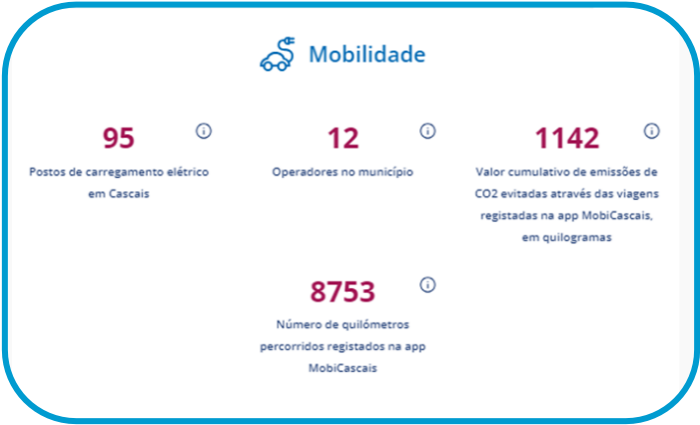 Mobilidade
95
Postos de carregamento elétrico
em Cascais
12
Operadores no município
1142
Valor cumulativo de emissões de
CO2 evitadas através das viagens
registadas na app MobiCascais,
em quilogramas
8753
Número de quilómetros
percorridos registados na app
MobiCascais